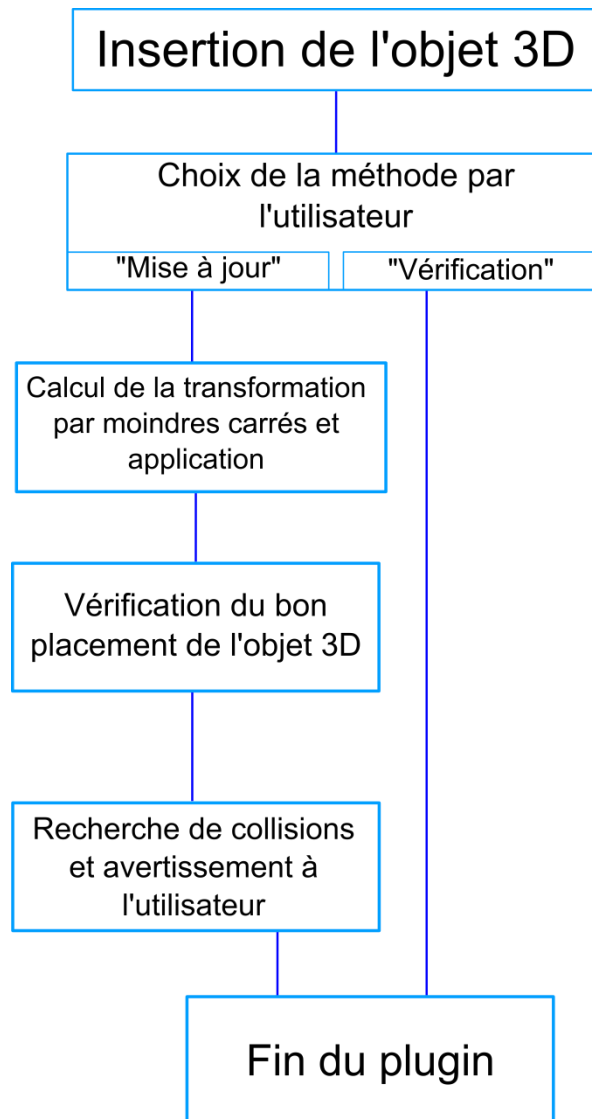 Insertion de l'objet 3D
Choix de la méthode par
l'utilisateur
"Mise à jour"
"Vérification"
Calcul de la transformation
par moindres carrés et
application
Vérification du bon
placement de l'objet 3D
Recherche de collisions
et avertissement à
l'utilisateur
Fin du plugin